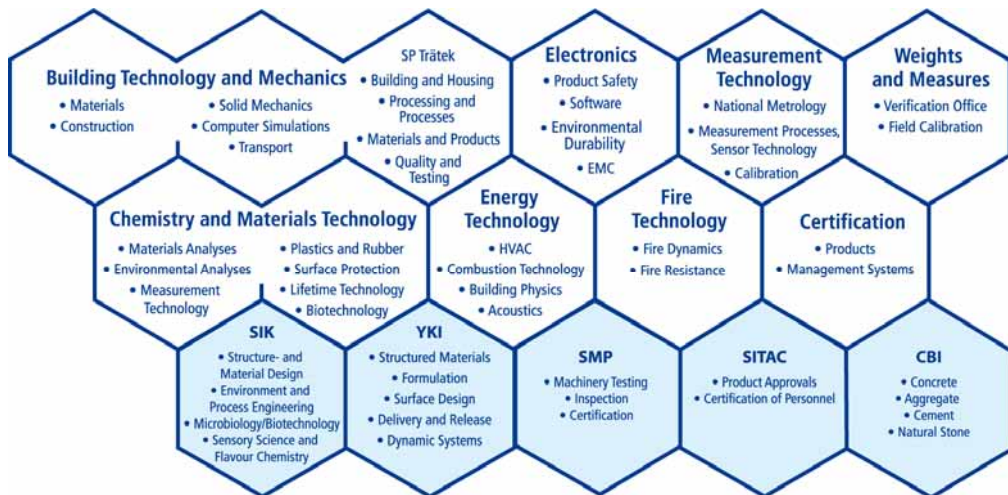 Building Technology and Mechanics
• Materials
• Construction
• Solid Mechanics
• Computer Simulations
• Transport
SP Trätek
• Building and Housing
• Processing and
Processes
• Materials and Products
• Quality and
Testing
Electronics
• Product Safety
• Software
• Environmental
Durability
• EMC
Measurement
Technology
• National Metrology
• Measurement Processes,
Sensor Technology
• Calibration
Weights
and Measures
• Verification Office
• Field Calibration
Chemistry and Materials Technology
• Materials Analyses
• Environmental Analyses
• Measurement
Technology
• Plastics and Rubber
• Surface Protection
• Lifetime Technology
• Biotechnology
Energy
Technology
• HVAC
• Combustion Technology
• Building Physics
• Acoustics
Fire
Technology
• Fire Dynamics
• Fire Resistance
Certification
• Products
• Management Systems
SIK
• Structure- and
Material Design
• Environment and
Process Engineering
• Microbiology/Biotechnology
• Sensory Science and
Flavour Chemistry
YKI
• Structured Materials
• Formulation
• Surface Design
• Delivery and Release
• Dynamic Systems
SMP
• Machinery Testing
• Inspection
• Certification
SITAC
• Product Approvals
• Certification of Personnel
CBI
• Concrete
• Aggregate
• Cement
• Natural Stone